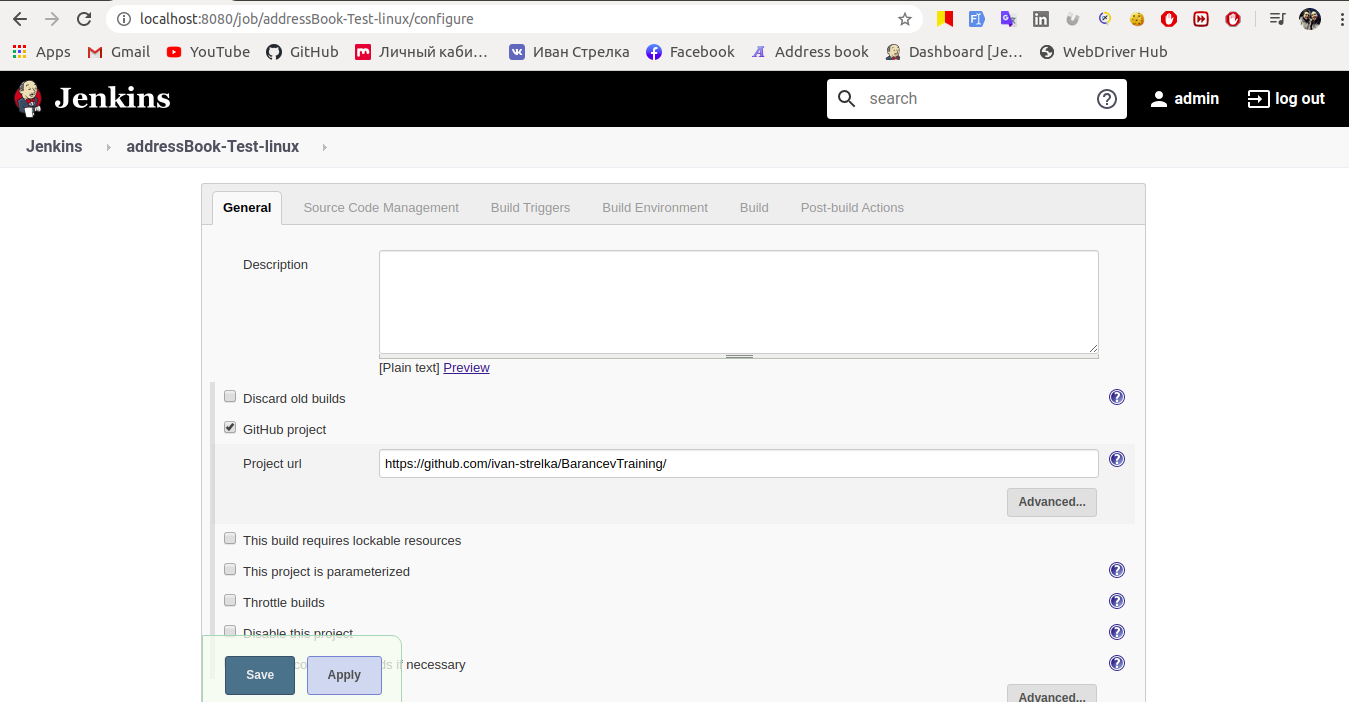 localhost:8080/job/addressBook-Test-linux/configure
Apps Gmail YouTube GitHub Личный каби… Иван Стрелка Facebook Address book Dashboard [Je… WebDriver Hub
Jenkins search admin log out
Jenkins addressBook-Test-linux
General Source Code Management Build Triggers Build Environment Build Post-build Actions
Description
[Plain text] Preview
Discard old builds
GitHub project
Project url https://github.com/ivan-strelka/BarancevTraining/
Advanced...
This build requires lockable resources
This project is parameterized
Throttle builds
Disable this project
if necessary
Save Apply
Advanced...